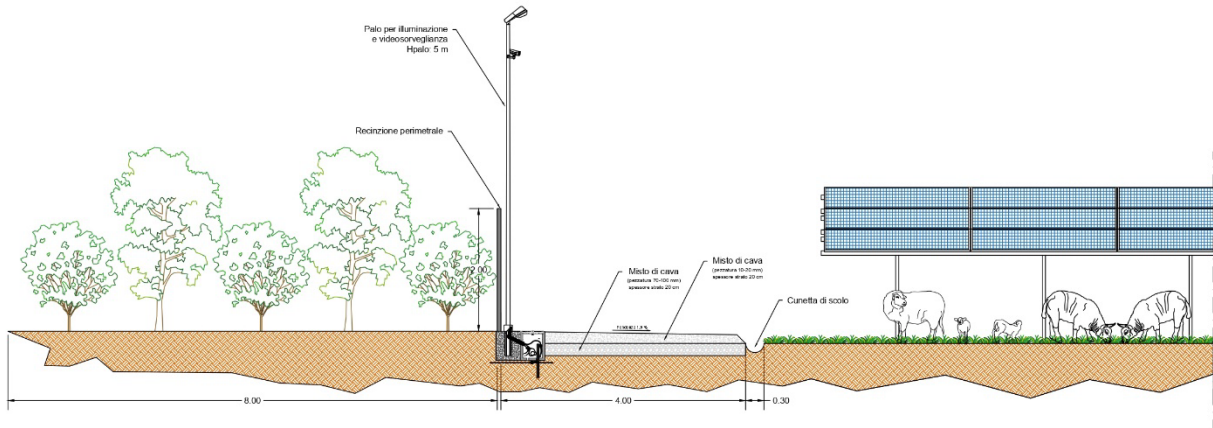 Palo per illuminazione
e videosorveglianza
Hpalo: 5 m
Recinzione perimetrale
2.00
Misto di cava
(pezzatura 70-100 mm)
spessore strato 20 cm
Misto di cava
(pezzatura 10-20 mm)
spessore strato 20 cm
Cunetta di scolo
8.00
4.00
0.30